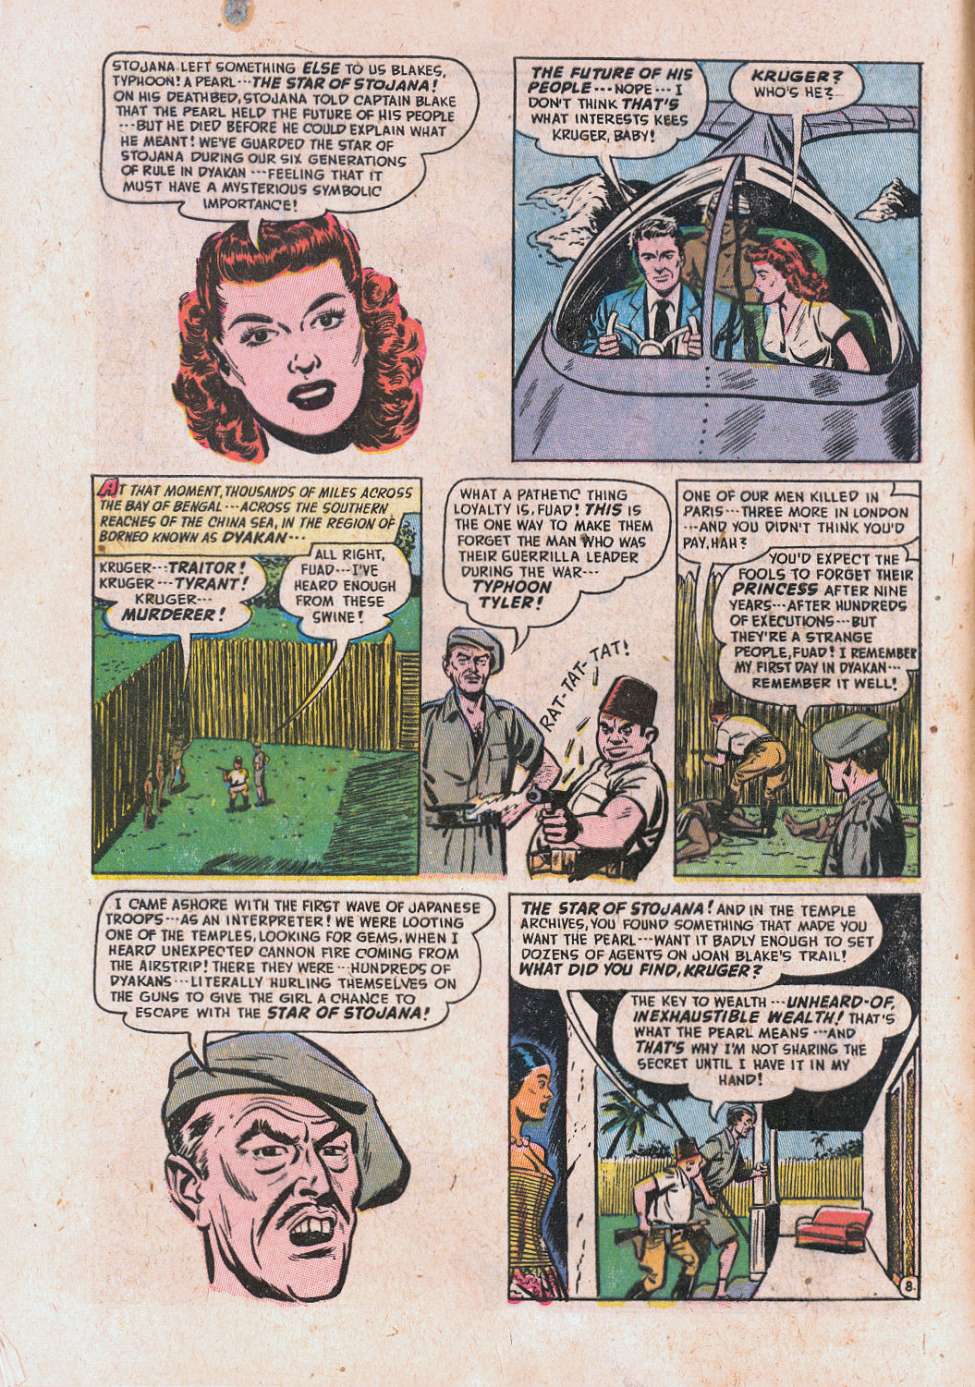 STOJANA LEFT SOMETHING ELSE TO US BLAKES,
TYPHOON! A PEARL---THE STAR OF STOJANA!
ON HIS DEATHBED, STOJANA TOLD CAPTAIN BLAKE
THAT THE PEARL HELD THE FUTURE OF HIS PEOPLE
---BUT HE DIED BEFORE HE COULD EXPLAIN WHAT
HE MEANT! WE'VE GUARDED THE STAR OF
STOJANA DURING OUR SIX GENERATIONS
OF RULE IN DYAKAN---FEELING THAT IT
MUST HAVE A MYSTERIOUS SYMBOLIC
IMPORTANCE!
THE FUTURE OF HIS
PEOPLE---NOPE---I
DON'T THINK THAT'S
WHAT INTERESTS KEES
KRUGER, BABY!
KRUGER?
WHO'S HE?
AT THAT MOMENT, THOUSANDS OF MILES ACROSS
THE BAY OF BENGAL---ACROSS THE SOUTHERN
REACHES OF THE CHINA SEA, IN THE REGION OF
BORNEO KNOWN AS DYAKAN---
KRUGER---TRAITOR!
KRUGER---TYRANT!
KRUGER---
MURDERER!
ALL RIGHT,
FUAD---I'VE
HEARD ENOUGH
FROM THESE
SWINE!
WHAT A PATHETIC THING
LOYALTY IS, FUAD! THIS IS
THE ONE WAY TO MAKE THEM
FORGET THE MAN WHO WAS
THEIR GUERRILLA LEADER
DURING THE WAR---
TYPHOON
TYLER!
RAT-TAT-TAT-TAT!
ONE OF OUR MEN KILLED IN
PARIS---THREE MORE IN LONDON
---AND YOU DIDN'T THINK YOU'D
PAY, HAH?
YOU'D EXPECT THE
FOOLS TO FORGET THEIR
PRINCESS AFTER NINE
YEARS---AFTER HUNDREDS
OF EXECUTIONS---BUT
THEY'RE A STRANGE
PEOPLE, FUAD! I REMEMBER
MY FIRST DAY IN DYAKAN---
REMEMBER IT WELL!
I CAME ASHORE WITH THE FIRST WAVE OF JAPANESE
TROOPS---AS AN INTERPRETER! WE WERE LOOTING
ONE OF THE TEMPLES, LOOKING FOR GEMS, WHEN I
HEARD UNEXPECTED CANNON FIRE COMING FROM
THE AIRSTRIP! THERE THEY WERE---HUNDREDS OF
DYAKANS---LITERALLY HURLING THEMSELVES ON
THE GUNS TO GIVE THE GIRL A CHANCE TO
ESCAPE WITH THE STAR OF STOJANA!
THE STAR OF STOJANA! AND IN THE TEMPLE
ARCHIVES, YOU FOUND SOMETHING THAT MADE YOU
WANT THE PEARL---WANT IT BADLY ENOUGH TO SET
DOZENS OF AGENTS ON JOAN BLAKE'S TRAIL!
WHAT DID YOU FIND, KRUGER?
THE KEY TO WEALTH---UNHEARD-OF,
INEXHAUSTIBLE WEALTH! THAT'S
WHAT THE PEARL MEANS---AND
THAT'S WHY I'M NOT SHARING THE
SECRET UNTIL I HAVE IT IN MY
HAND!
8